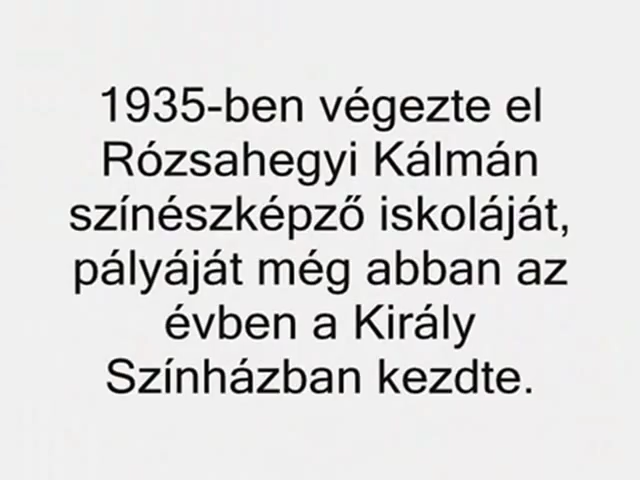 1935-ben végezte el
Rózsahegyi Kálmán
színészképző iskoláját,
pályáját még abban az
évben a Király
Színházban kezdte.